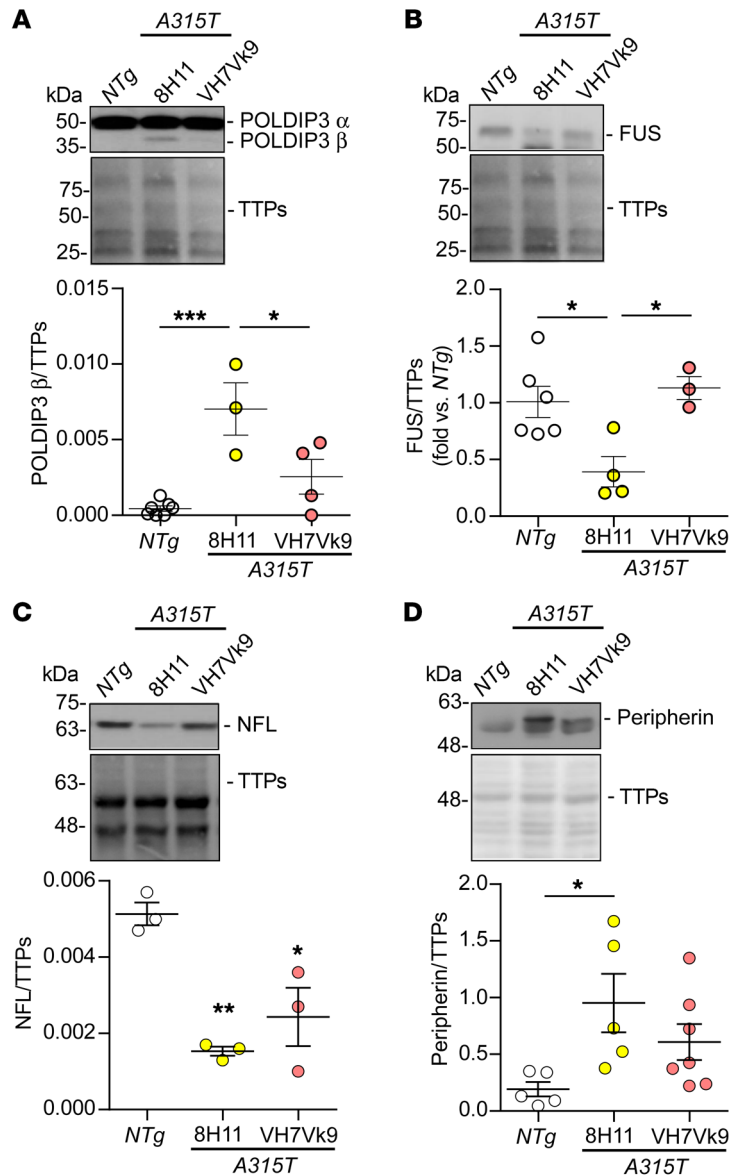 A
A315T
NTg 8H11 VH7Vk9
kDa
50- - POLDIP3 α
35- POLDIP3 β
75-
50- - TTPs
25-
0.015
0.010
0.005
0.000
POLDIP3 β/TTPs
*** *
NTg 8H11 VH7Vk9
A315T
B
A315T
NTg 8H11 VH7Vk9
kDa
75-
- FUS
50-
75-
50- - TTPs
25-
2.0
1.5
1.0
0.5
0.0
FUS/TTPs
(fold vs. NTg)
* *
NTg 8H11 VH7Vk9
A315T
C
A315T
NTg 8H11 VH7Vk9
kDa
75-
63- - NFL
63- - TTPs
48-
0.006
0.004
0.002
0.000
NFL/TTPs
** *
NTg 8H11 VH7Vk9
A315T
D
A315T
NTg 8H11 VH7Vk9
kDa
63-
- Peripherin
48-
48- - TTPs
2.0
1.5
1.0
0.5
0.0
Peripherin/TTPs
*
NTg 8H11 VH7Vk9
A315T